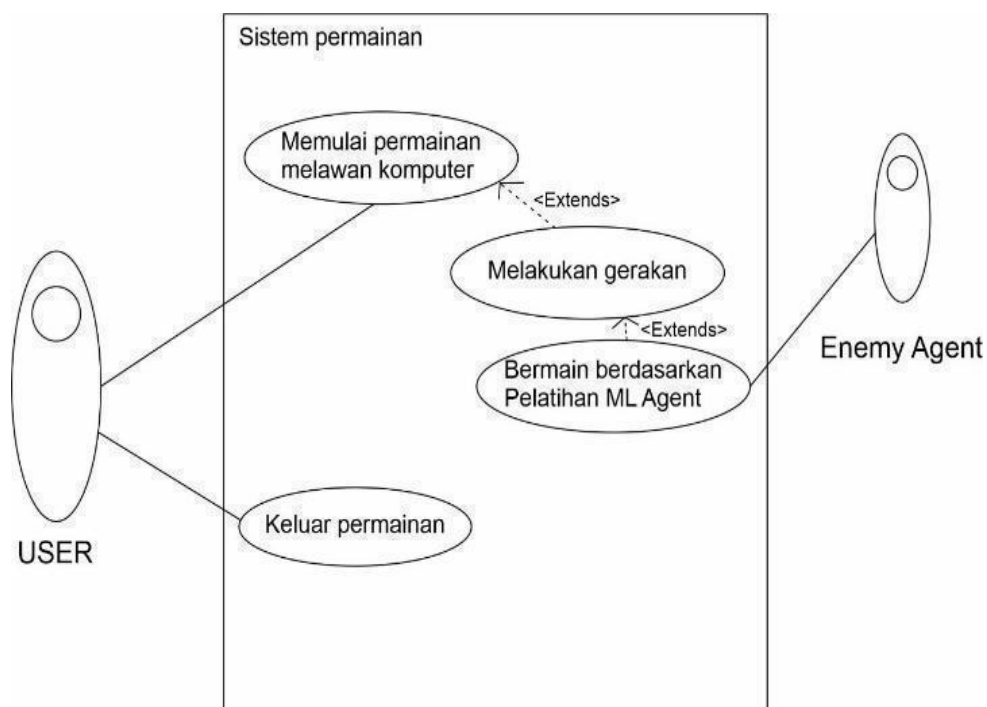 Sistem permainan
Memulai permainan
melawan komputer
<Extends>
Melakukan gerakan
<Extends>
Bermain berdasarkan
Pelatihan ML Agent
Enemy Agent
Keluar permainan
USER